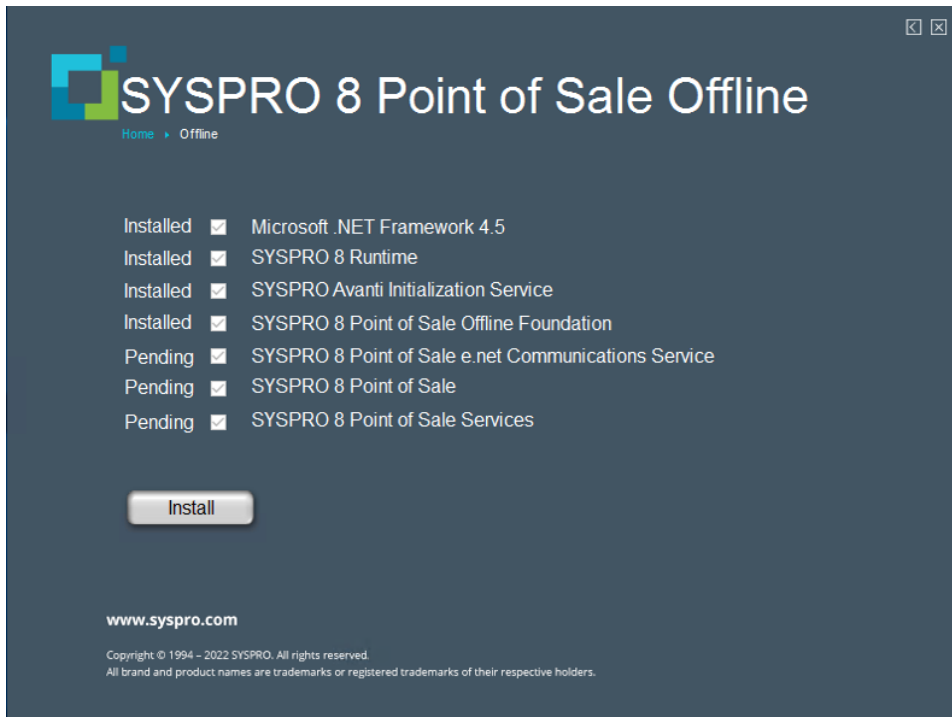 SYSPRO 8 Point of Sale Offline
Home ▸ Offline
Installed Microsoft .NET Framework 4.5
Installed SYSPRO 8 Runtime
Installed SYSPRO Avanti Initialization Service
Installed SYSPRO 8 Point of Sale Offline Foundation
Pending SYSPRO 8 Point of Sale e.net Communications Service
Pending SYSPRO 8 Point of Sale
Pending SYSPRO 8 Point of Sale Services
Install
www.syspro.com
Copyright © 1994 – 2022 SYSPRO. All rights reserved.
All brand and product names are trademarks or registered trademarks of their respective holders.